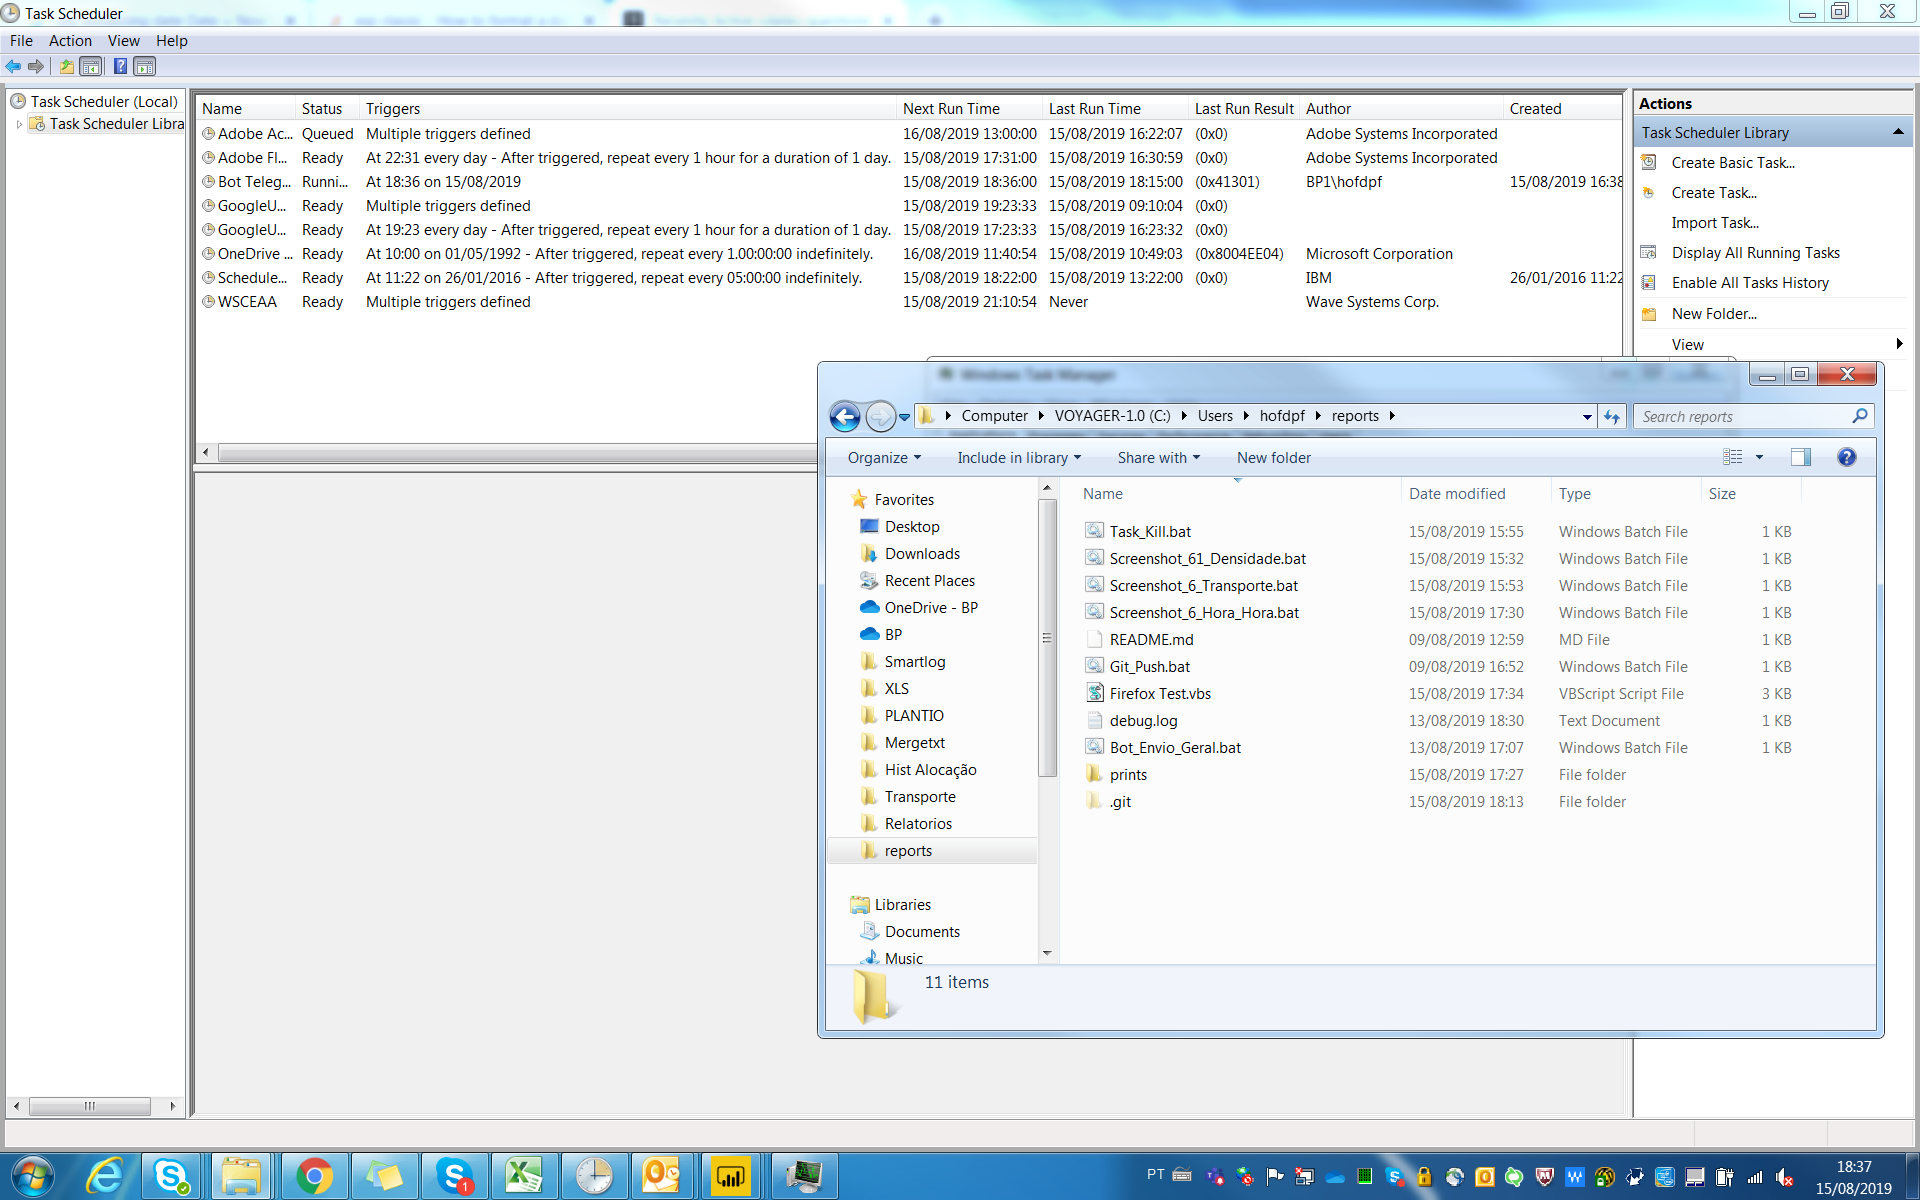 Task Scheduler
File Action View Help
Task Scheduler (Local)
Task Scheduler Libra
Name Status Triggers Next Run Time Last Run Time Last Run Result Author Created
Adobe Ac... Queued Multiple triggers defined 16/08/2019 13:00:00 15/08/2019 16:22:07 (0x0) Adobe Systems Incorporated
Adobe Fl... Ready At 22:31 every day - After triggered, repeat every 1 hour for a duration of 1 day. 15/08/2019 17:31:00 15/08/2019 16:30:59 (0x0) Adobe Systems Incorporated
Bot Teleg... Runni... At 18:36 on 15/08/2019 15/08/2019 18:36:00 15/08/2019 18:15:00 (0x41301) BP1\hofdpf 15/08/2019 16:38
GoogleU... Ready Multiple triggers defined 15/08/2019 19:23:33 15/08/2019 09:10:04 (0x0)
GoogleU... Ready At 19:23 every day - After triggered, repeat every 1 hour for a duration of 1 day. 15/08/2019 17:23:33 15/08/2019 16:23:32 (0x0)
OneDrive ... Ready At 10:00 on 01/05/1992 - After triggered, repeat every 1.00:00:00 indefinitely. 16/08/2019 11:40:54 15/08/2019 10:49:03 (0x8004EE04) Microsoft Corporation
Schedule... Ready At 11:22 on 26/01/2016 - After triggered, repeat every 05:00:00 indefinitely. 15/08/2019 18:22:00 15/08/2019 13:22:00 (0x0) IBM 26/01/2016 11:22
WSCEAA Ready Multiple triggers defined 15/08/2019 21:10:54 Never Wave Systems Corp.
Actions
Task Scheduler Library
Create Basic Task...
Create Task...
Import Task...
Display All Running Tasks
Enable All Tasks History
New Folder...
View
Windows Task Manager
Computer VOYAGER-1.0 (C:) Users hofdpf reports Search reports
Organize Include in library Share with New folder
Favorites
Desktop
Downloads
Recent Places
OneDrive - BP
BP
Smartlog
XLS
PLANTIO
Mergetxt
Hist Alocação
Transporte
Relatorios
reports
Libraries
Documents
Music
Name Date modified Type Size
Task_Kill.bat 15/08/2019 15:55 Windows Batch File 1 KB
Screenshot_61_Densidade.bat 15/08/2019 15:32 Windows Batch File 1 KB
Screenshot_6_Transporte.bat 15/08/2019 15:53 Windows Batch File 1 KB
Screenshot_6_Hora_Hora.bat 15/08/2019 17:30 Windows Batch File 1 KB
README.md 09/08/2019 12:59 MD File 1 KB
Git_Push.bat 09/08/2019 16:52 Windows Batch File 1 KB
Firefox Test.vbs 15/08/2019 17:34 VBScript Script File 3 KB
debug.log 13/08/2019 18:30 Text Document 1 KB
Bot_Envio_Geral.bat 13/08/2019 17:07 Windows Batch File 1 KB
prints 15/08/2019 17:27 File folder
.git 15/08/2019 18:13 File folder
11 items
PT
18:37
15/08/2019